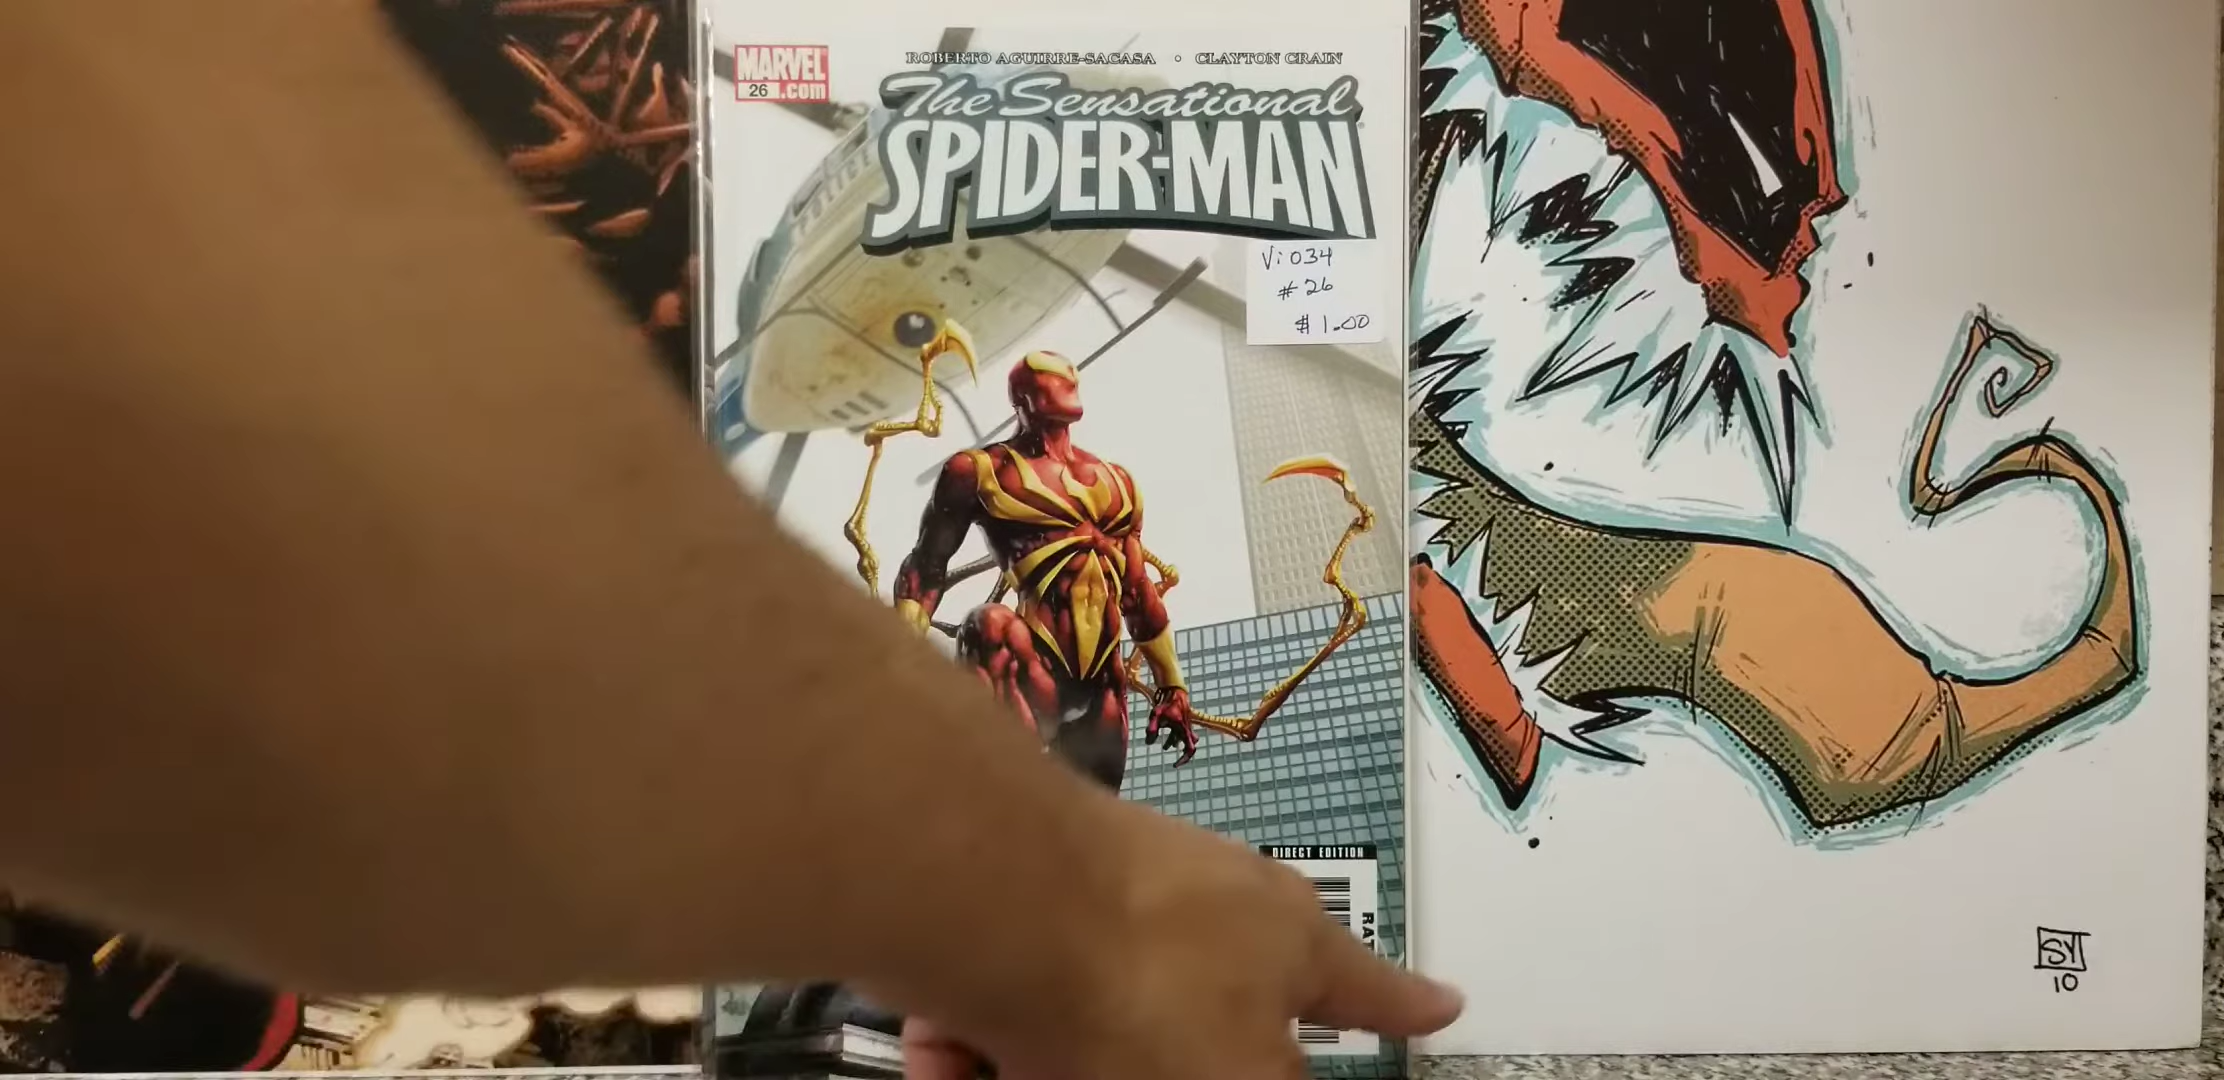 ROBERTO AGUIRRE-SACASA • CLAYTON CRAIN
MARVEL
26 .com
The Sensational
SPIDER-MAN
POLICE
Vi 034
# 26
$ 1.00
DIRECT EDITION
SY
10